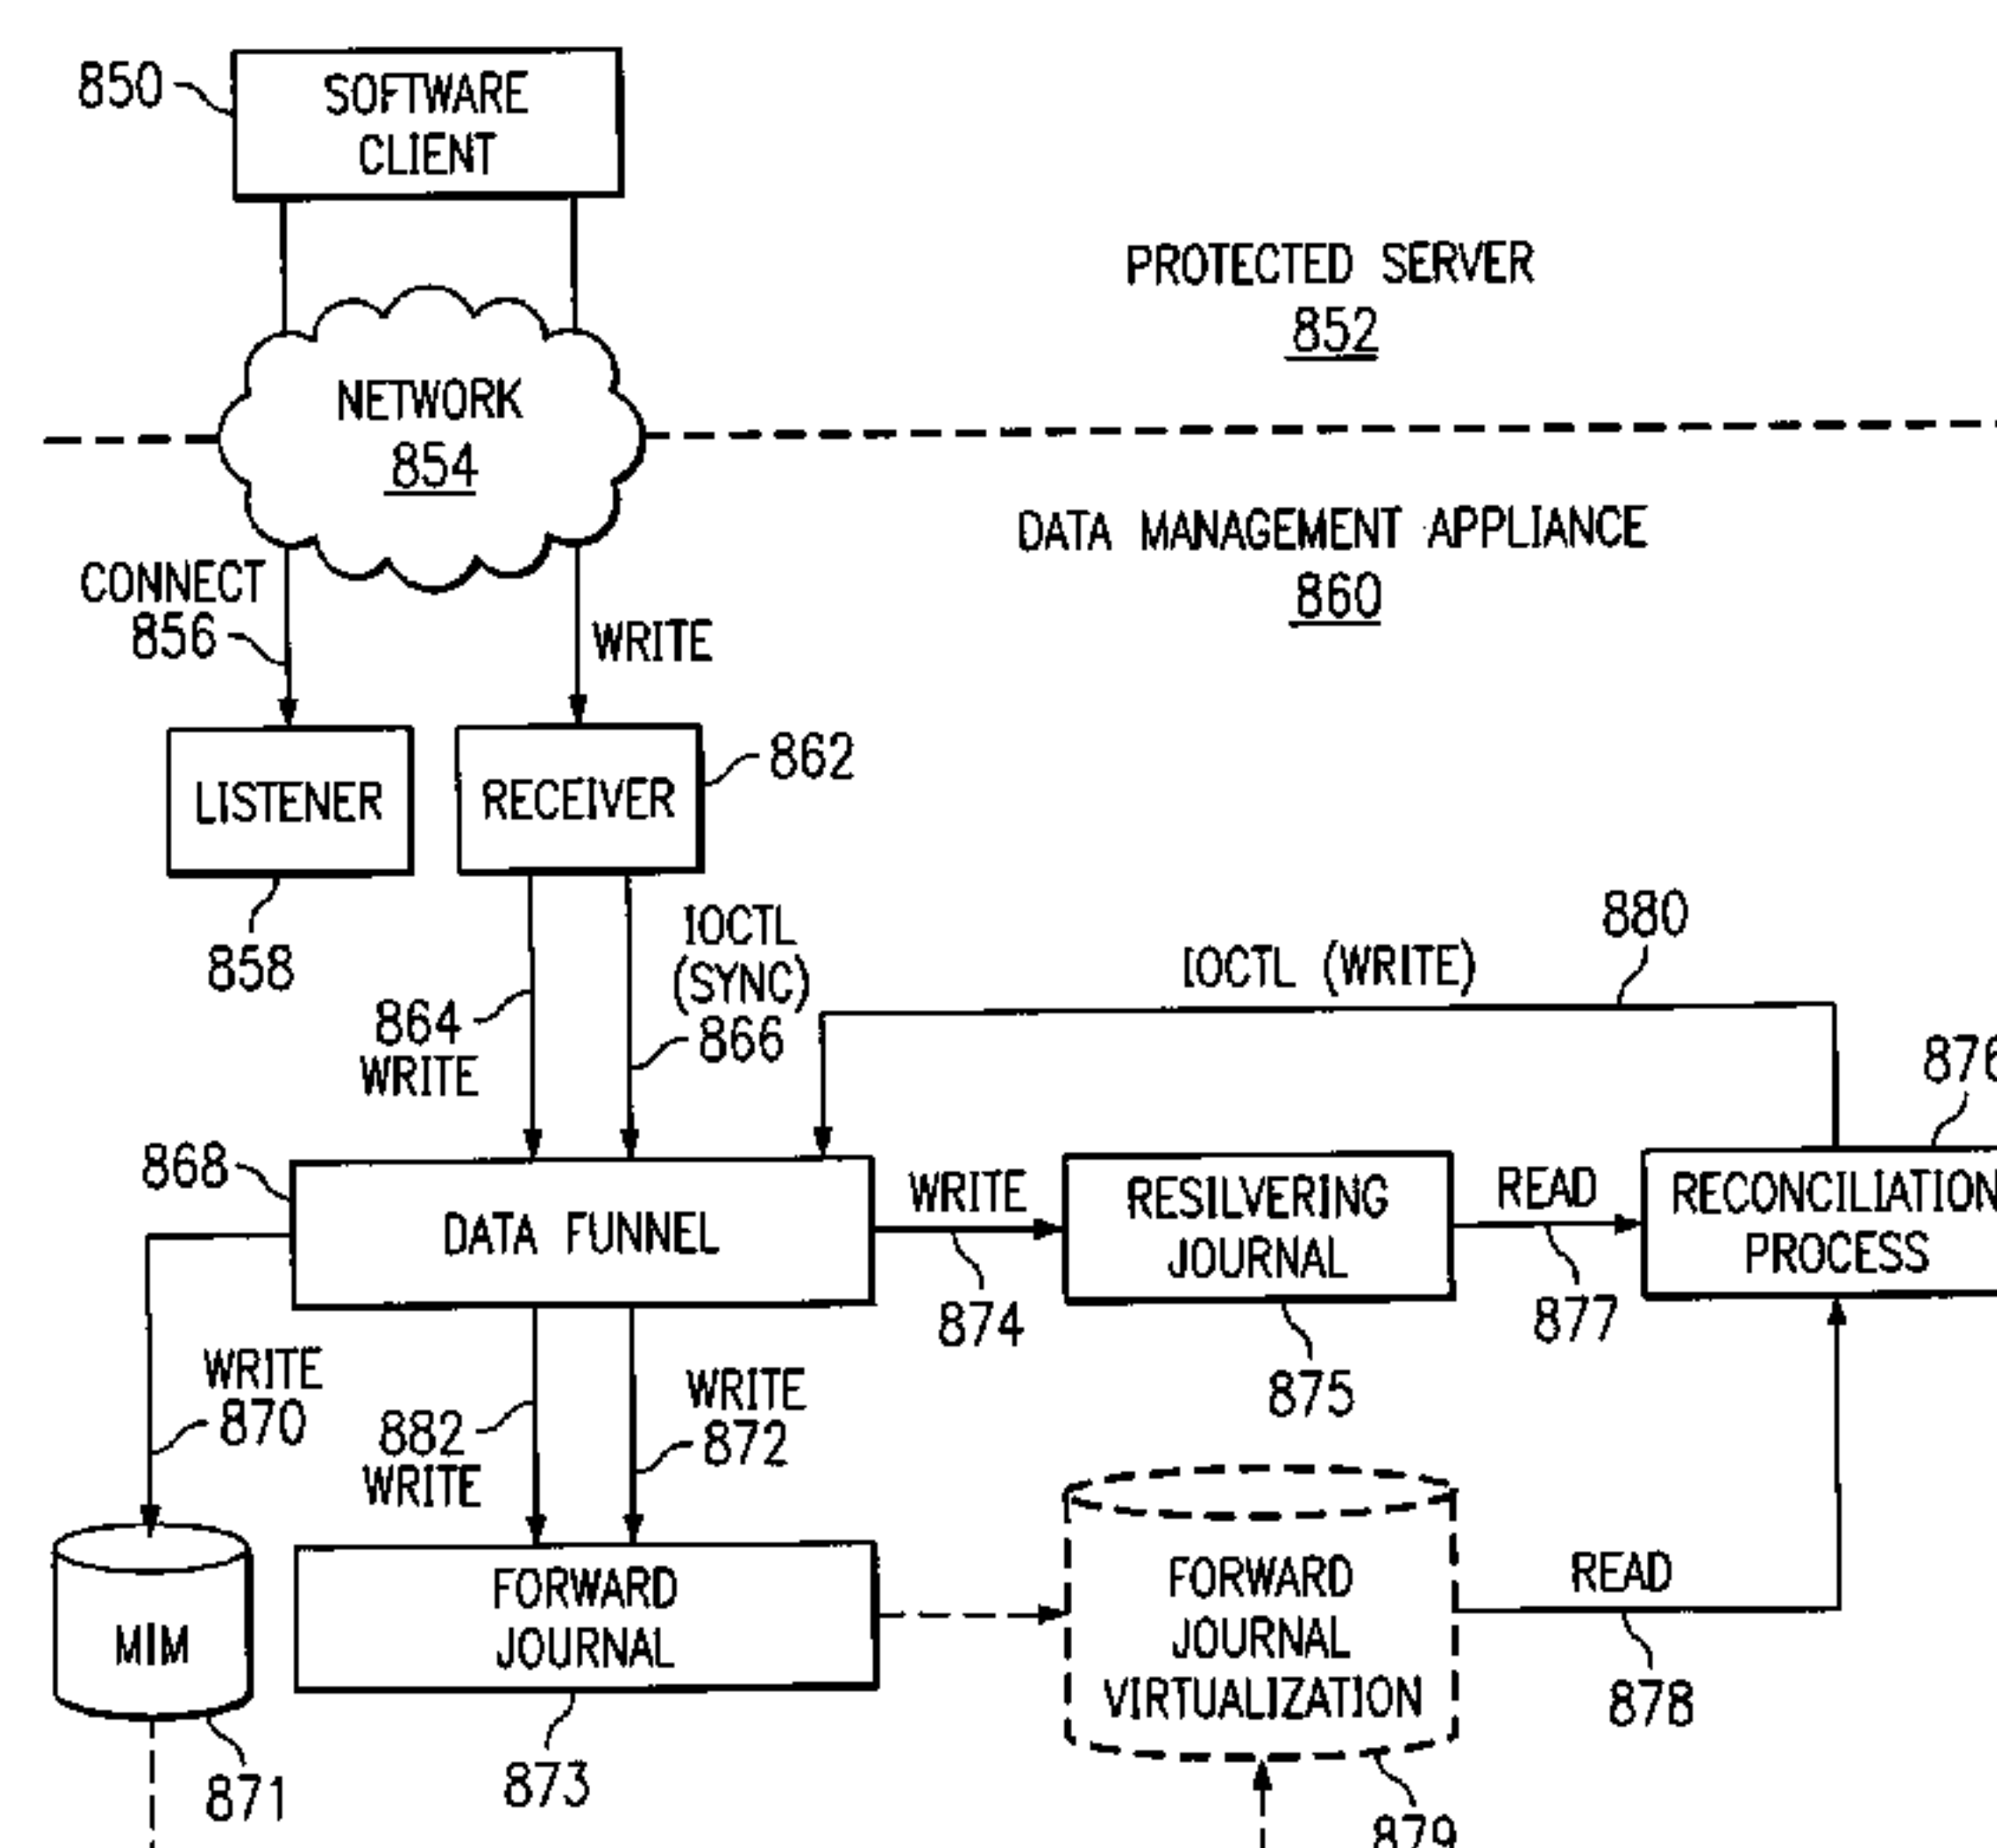 850
SOFTWARE
CLIENT
PROTECTED SERVER
852
NETWORK
854
DATA MANAGEMENT APPLIANCE
860
CONNECT
856
WRITE
LISTENER
RECEIVER
862
858
IOCTL
(SYNC)
866
864
WRITE
IOCTL (WRITE)
880
876
868
DATA FUNNEL
WRITE
874
RESILVERING
JOURNAL
875
READ
877
RECONCILIATION
PROCESS
WRITE
870
882
WRITE
WRITE
872
MIM
871
FORWARD
JOURNAL
873
FORWARD
JOURNAL
VIRTUALIZATION
879
READ
878